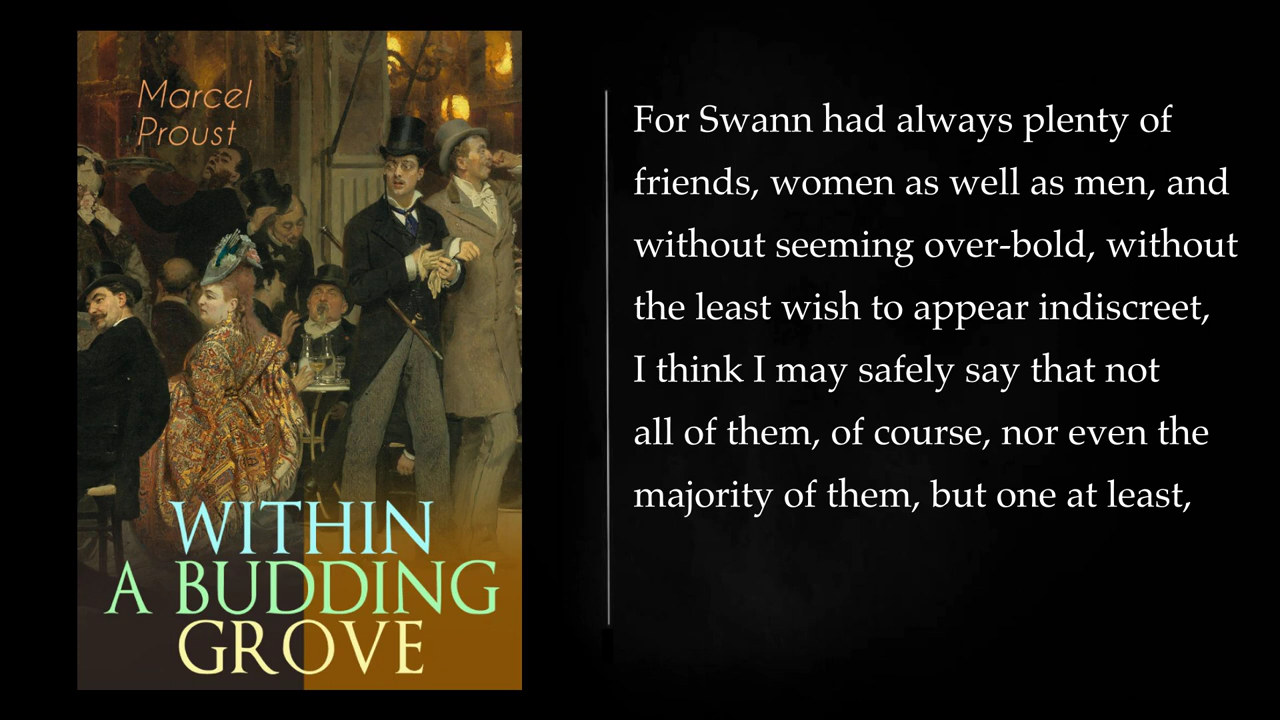 Marcel
Proust
WITHIN
A BUDDING
GROVE
For Swann had always plenty of
friends, women as well as men, and
without seeming over-bold, without
the least wish to appear indiscreet,
I think I may safely say that not
all of them, of course, nor even the
majority of them, but one at least,